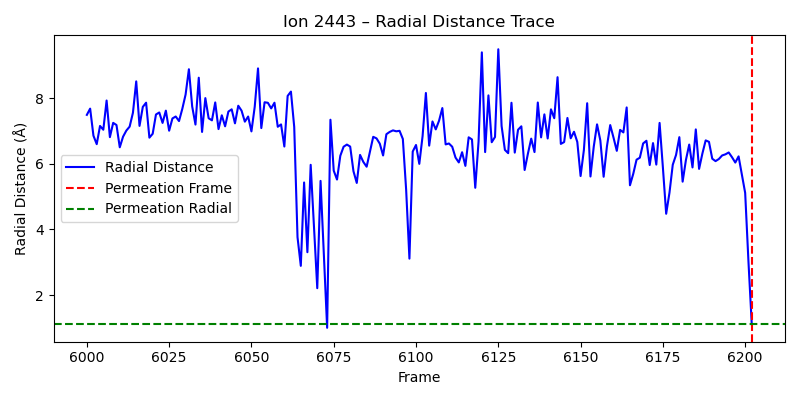 Ion 2443 – Radial Distance Trace
Radial Distance (Å)
8
6
4
2
Radial Distance
Permeation Frame
Permeation Radial
6000 6025 6050 6075 6100 6125 6150 6175 6200
Frame